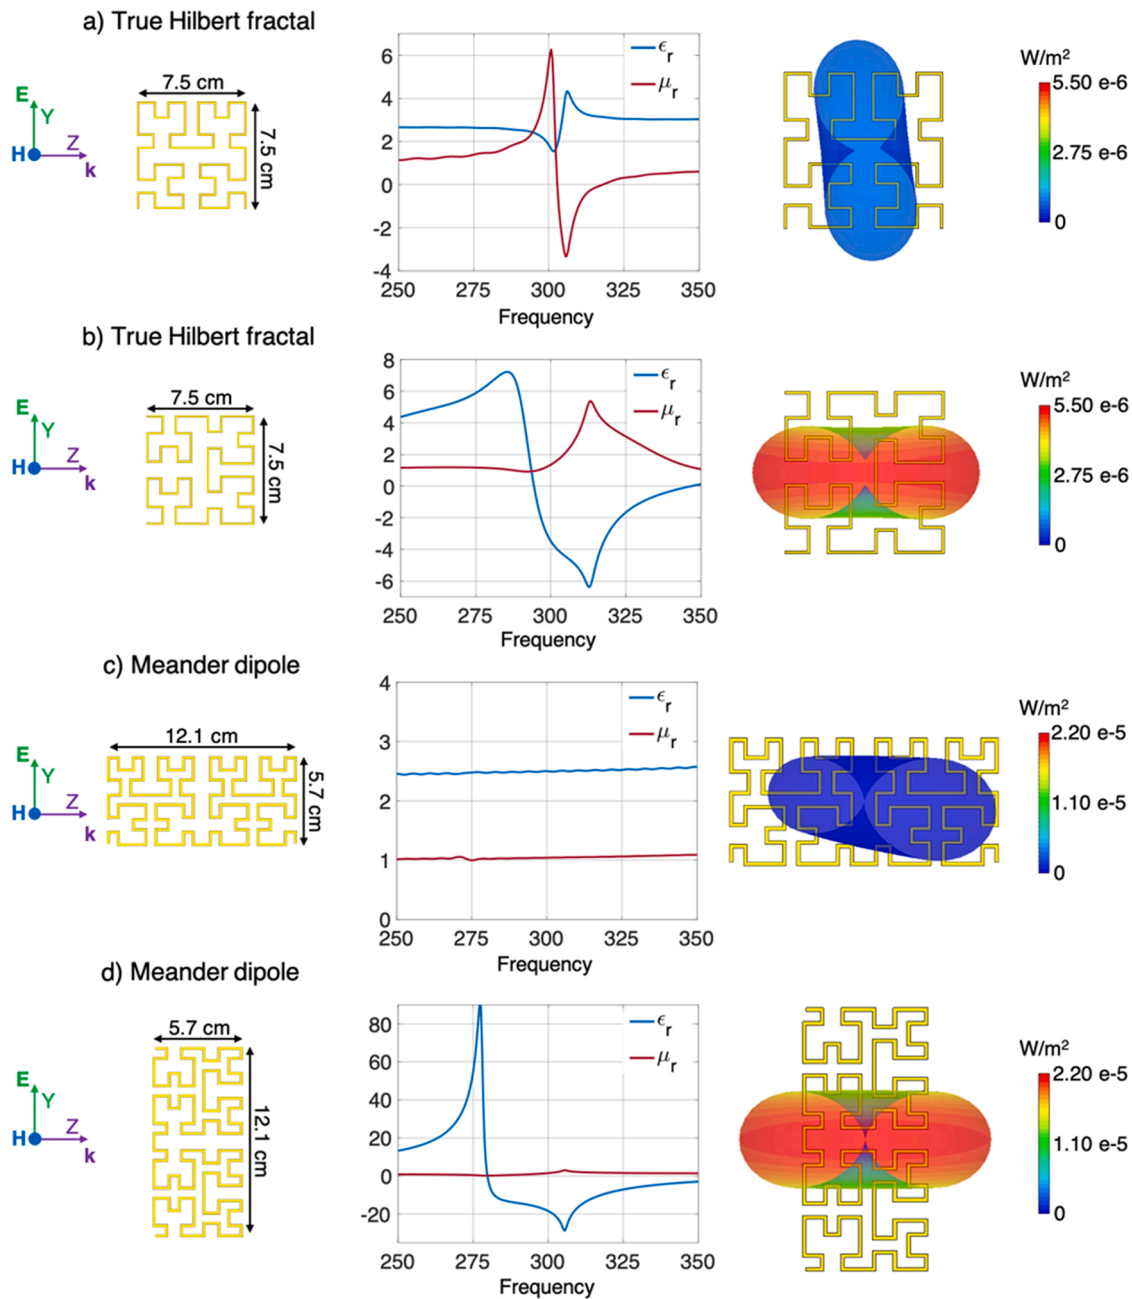 a) True Hilbert fractal
E
Y
Z
H
k
7.5 cm
7.5 cm
6
4
2
0
-2
-4
250 275 300 325 350
Frequency
ϵr
μr
W/m²
5.50 e-6
2.75 e-6
0
b) True Hilbert fractal
E
Y
Z
H
k
7.5 cm
7.5 cm
8
6
4
2
0
-2
-4
-6
250 275 300 325 350
Frequency
ϵr
μr
W/m²
5.50 e-6
2.75 e-6
0
c) Meander dipole
E
Y
Z
H
k
12.1 cm
5.7 cm
4
3
2
1
0
250 275 300 325 350
Frequency
ϵr
μr
W/m²
2.20 e-5
1.10 e-5
0
d) Meander dipole
E
Y
Z
H
k
5.7 cm
12.1 cm
80
60
40
20
0
-20
250 275 300 325 350
Frequency
ϵr
μr
W/m²
2.20 e-5
1.10 e-5
0